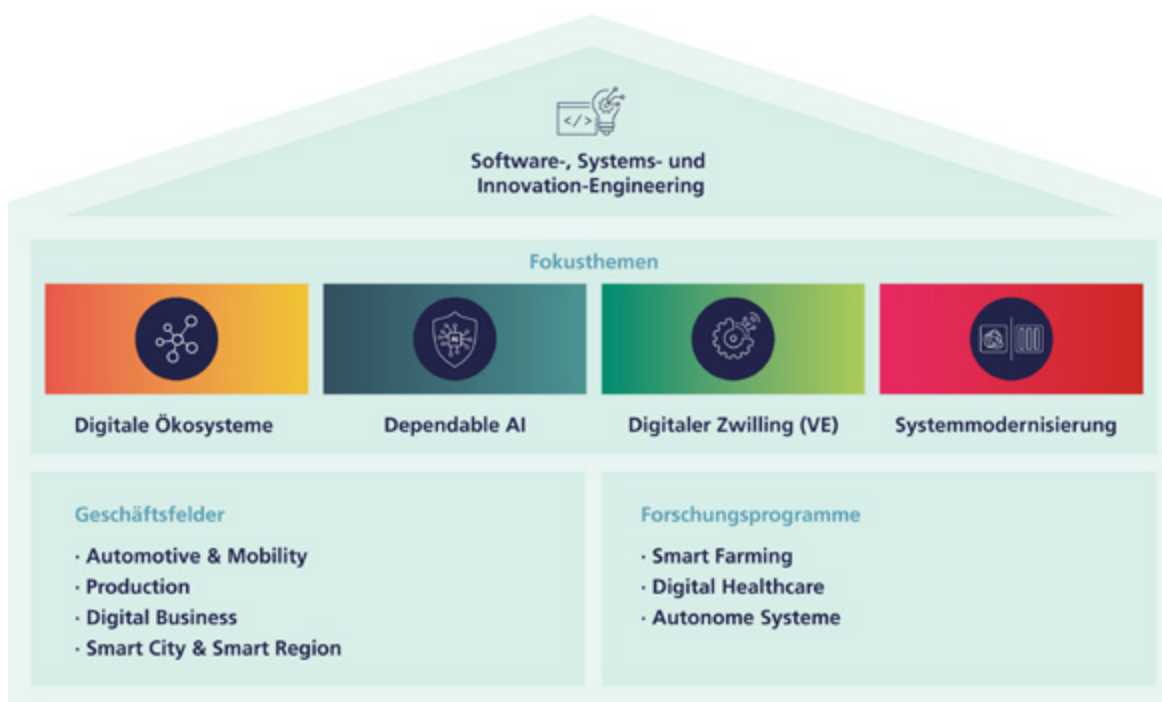 </>
Software-, Systems- und
Innovation-Engineering
Fokusthemen
AI
Digitale Ökosysteme
Dependable AI
Digitaler Zwilling (VE)
Systemmodernisierung
Geschäftsfelder
· Automotive & Mobility
· Production
· Digital Business
· Smart City & Smart Region
Forschungsprogramme
· Smart Farming
· Digital Healthcare
· Autonome Systeme